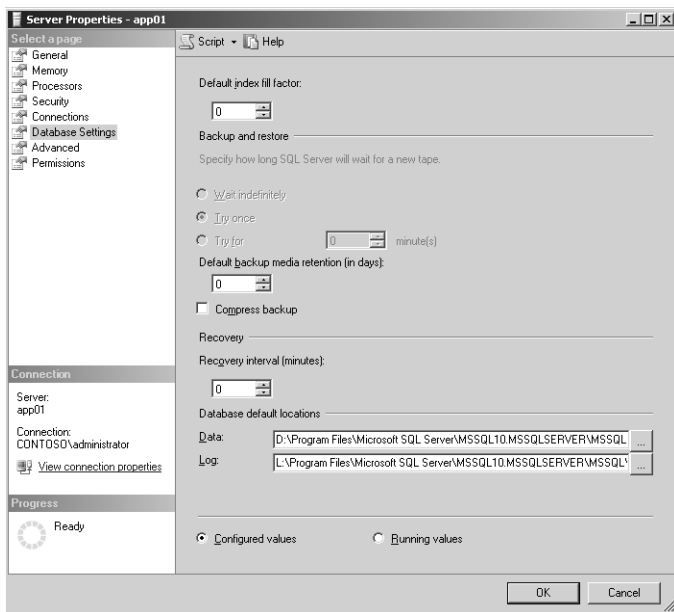 Server Properties - app01
Select a page
General
Memory
Processors
Security
Connections
Database Settings
Advanced
Permissions
Script Help
Default index fill factor:
0
Backup and restore
Specify how long SQL Server will wait for a new tape.
Wait indefinitely
Try once
Try for 0 minute(s)
Default backup media retention (in days):
0
Compress backup
Recovery
Recovery interval (minutes):
0
Database default locations
Data: D:\Program Files\Microsoft SQL Server\MSSQL10.MSSQLSERVER\MSSQL ...
Log: L:\Program Files\Microsoft SQL Server\MSSQL10.MSSQLSERVER\MSSQL\ ...
Configured values Running values
Connection
Server:
app01
Connection:
CONTOSO\administrator
View connection properties
Progress
Ready
OK Cancel